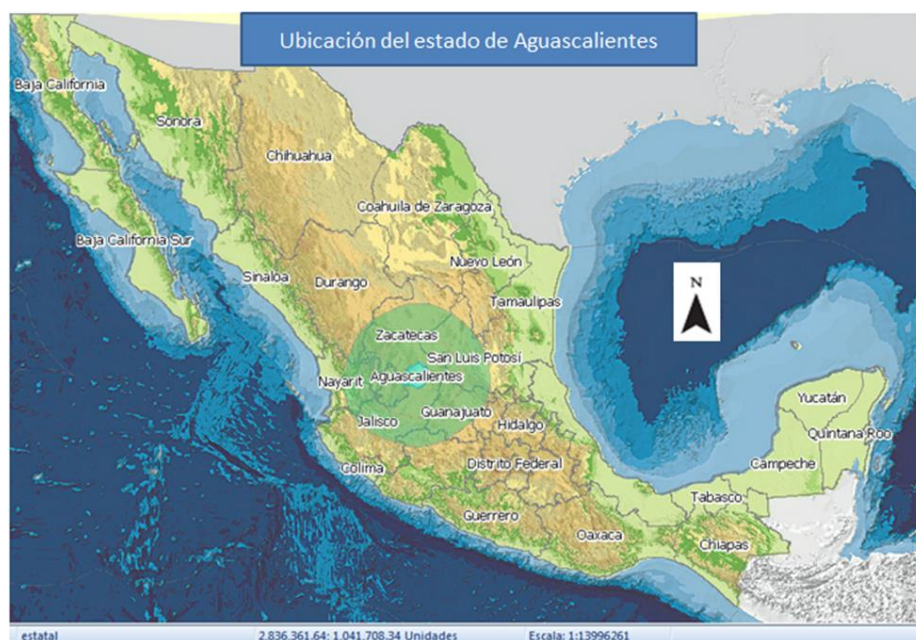 Ubicación del estado de Aguascalientes
Baja California
Sonora
Chihuahua
Coahuila de Zaragoza
Baja California Sur
Nuevo León
Sinaloa
Durango
N
Tamaulipas
Zacatecas
San Luis Potosí
Nayarit
Aguascalientes
Yucatán
Jalisco
Guanajuato
Hidalgo
Quintana Roo
Colima
Distrito Federal
Campeche
Tabasco
Guerrero
Oaxaca
Chiapas
estatal 2,836,361.64; 1,041,708.34 Unidades Escala: 1:13996261